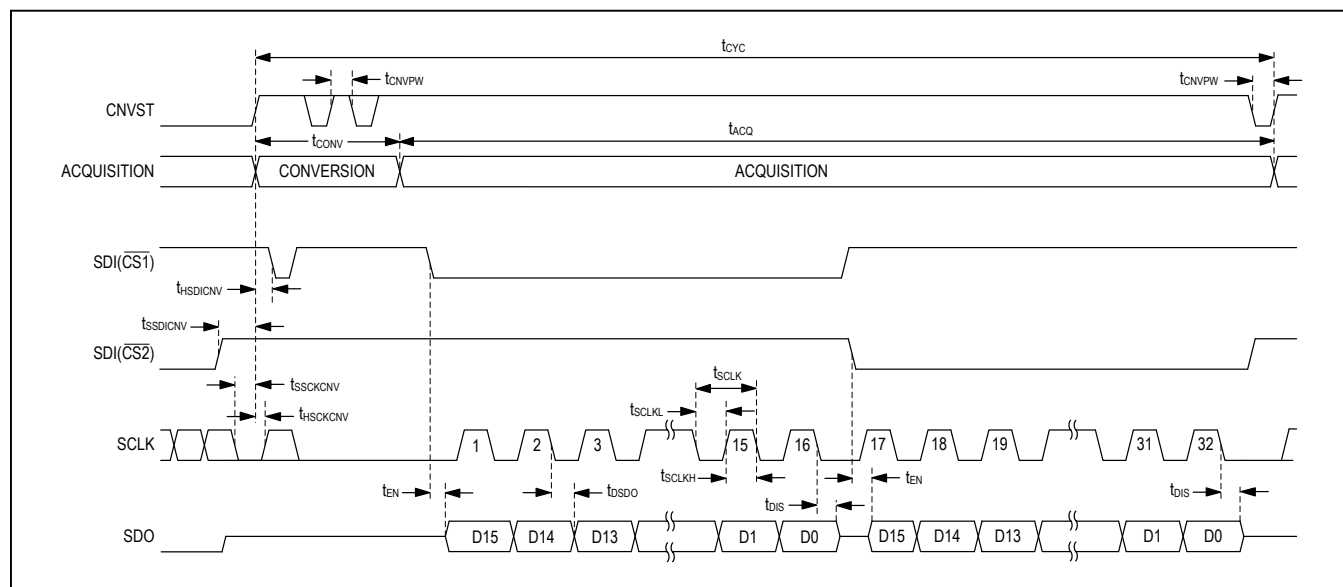 tCYC
tCNVPW
tCNVPW
CNVST
tCONV
tACQ
ACQUISITION
CONVERSION
ACQUISITION
SDI(CS1)
tHSDICNV
tSSDICNV
SDI(CS2)
tSSCKCNV
tSCLK
tHSCKCNV
tSCLKL
SCLK
1 2 3 15 16 17 18 19 31 32
tSCLKH
tEN
tDSDO
tDIS
tEN
tDIS
SDO
D15 D14 D13 D1 D0 D15 D14 D13 D1 D0